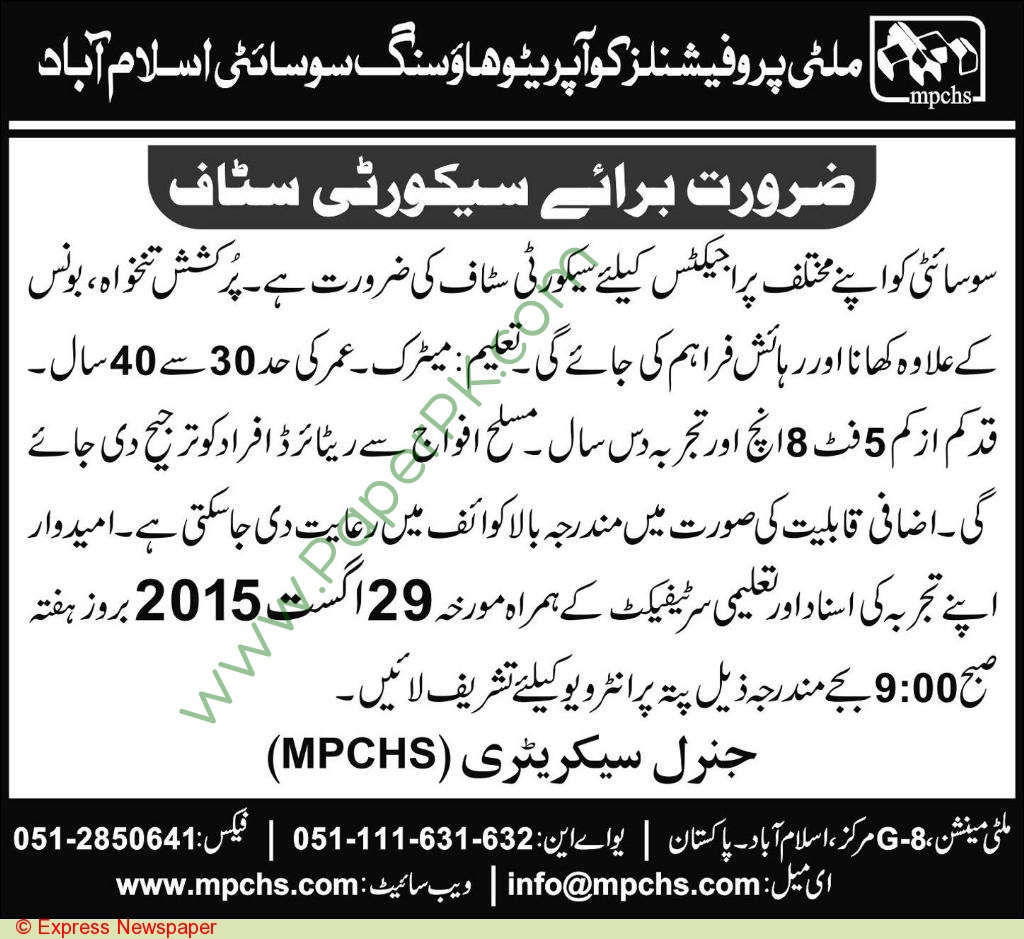 ملٹی پروفیشنلز کوآپریٹو ھاؤسنگ سوسائٹی اسلام آباد
mpchs
ضرورت برائے سیکورٹی سٹاف
سوسائٹی کو اپنے مختلف پراجیکٹس کیلئے سیکورٹی سٹاف کی ضرورت ہے۔ پُرکشش تنخواہ، بونس
کے علاوہ کھانا اور رہائش فراہم کی جائے گی۔ تعلیم: میٹرک۔ عمر کی حد 30 سے 40 سال۔
قد کم از کم 5 فٹ 8 انچ اور تجربہ دس سال۔ مسلح افواج سے ریٹائرڈ افراد کو ترجیح دی جائے
گی۔ اضافی قابلیت کی صورت میں مندرجہ بالا کوائف میں رعایت دی جاسکتی ہے۔ امیدوار
اپنے تجربہ کی اسناد اور تعلیمی سرٹیفیکٹ کے ہمراہ مورخہ 29 اگست 2015 بروز ہفتہ
صبح 9:00 بجے مندرجہ ذیل پتہ پر انٹرویو کیلئے تشریف لائیں۔
جنرل سیکریٹری (MPCHS)
ملٹی مینشن، G-8 مرکز، اسلام آباد۔ پاکستان | یو اے این: 051-111-631-632 | فیکس: 051-2850641
ای میل: info@mpchs.com | ویب سائیٹ: www.mpchs.com
www.PaperPK.com
© Express Newspaper